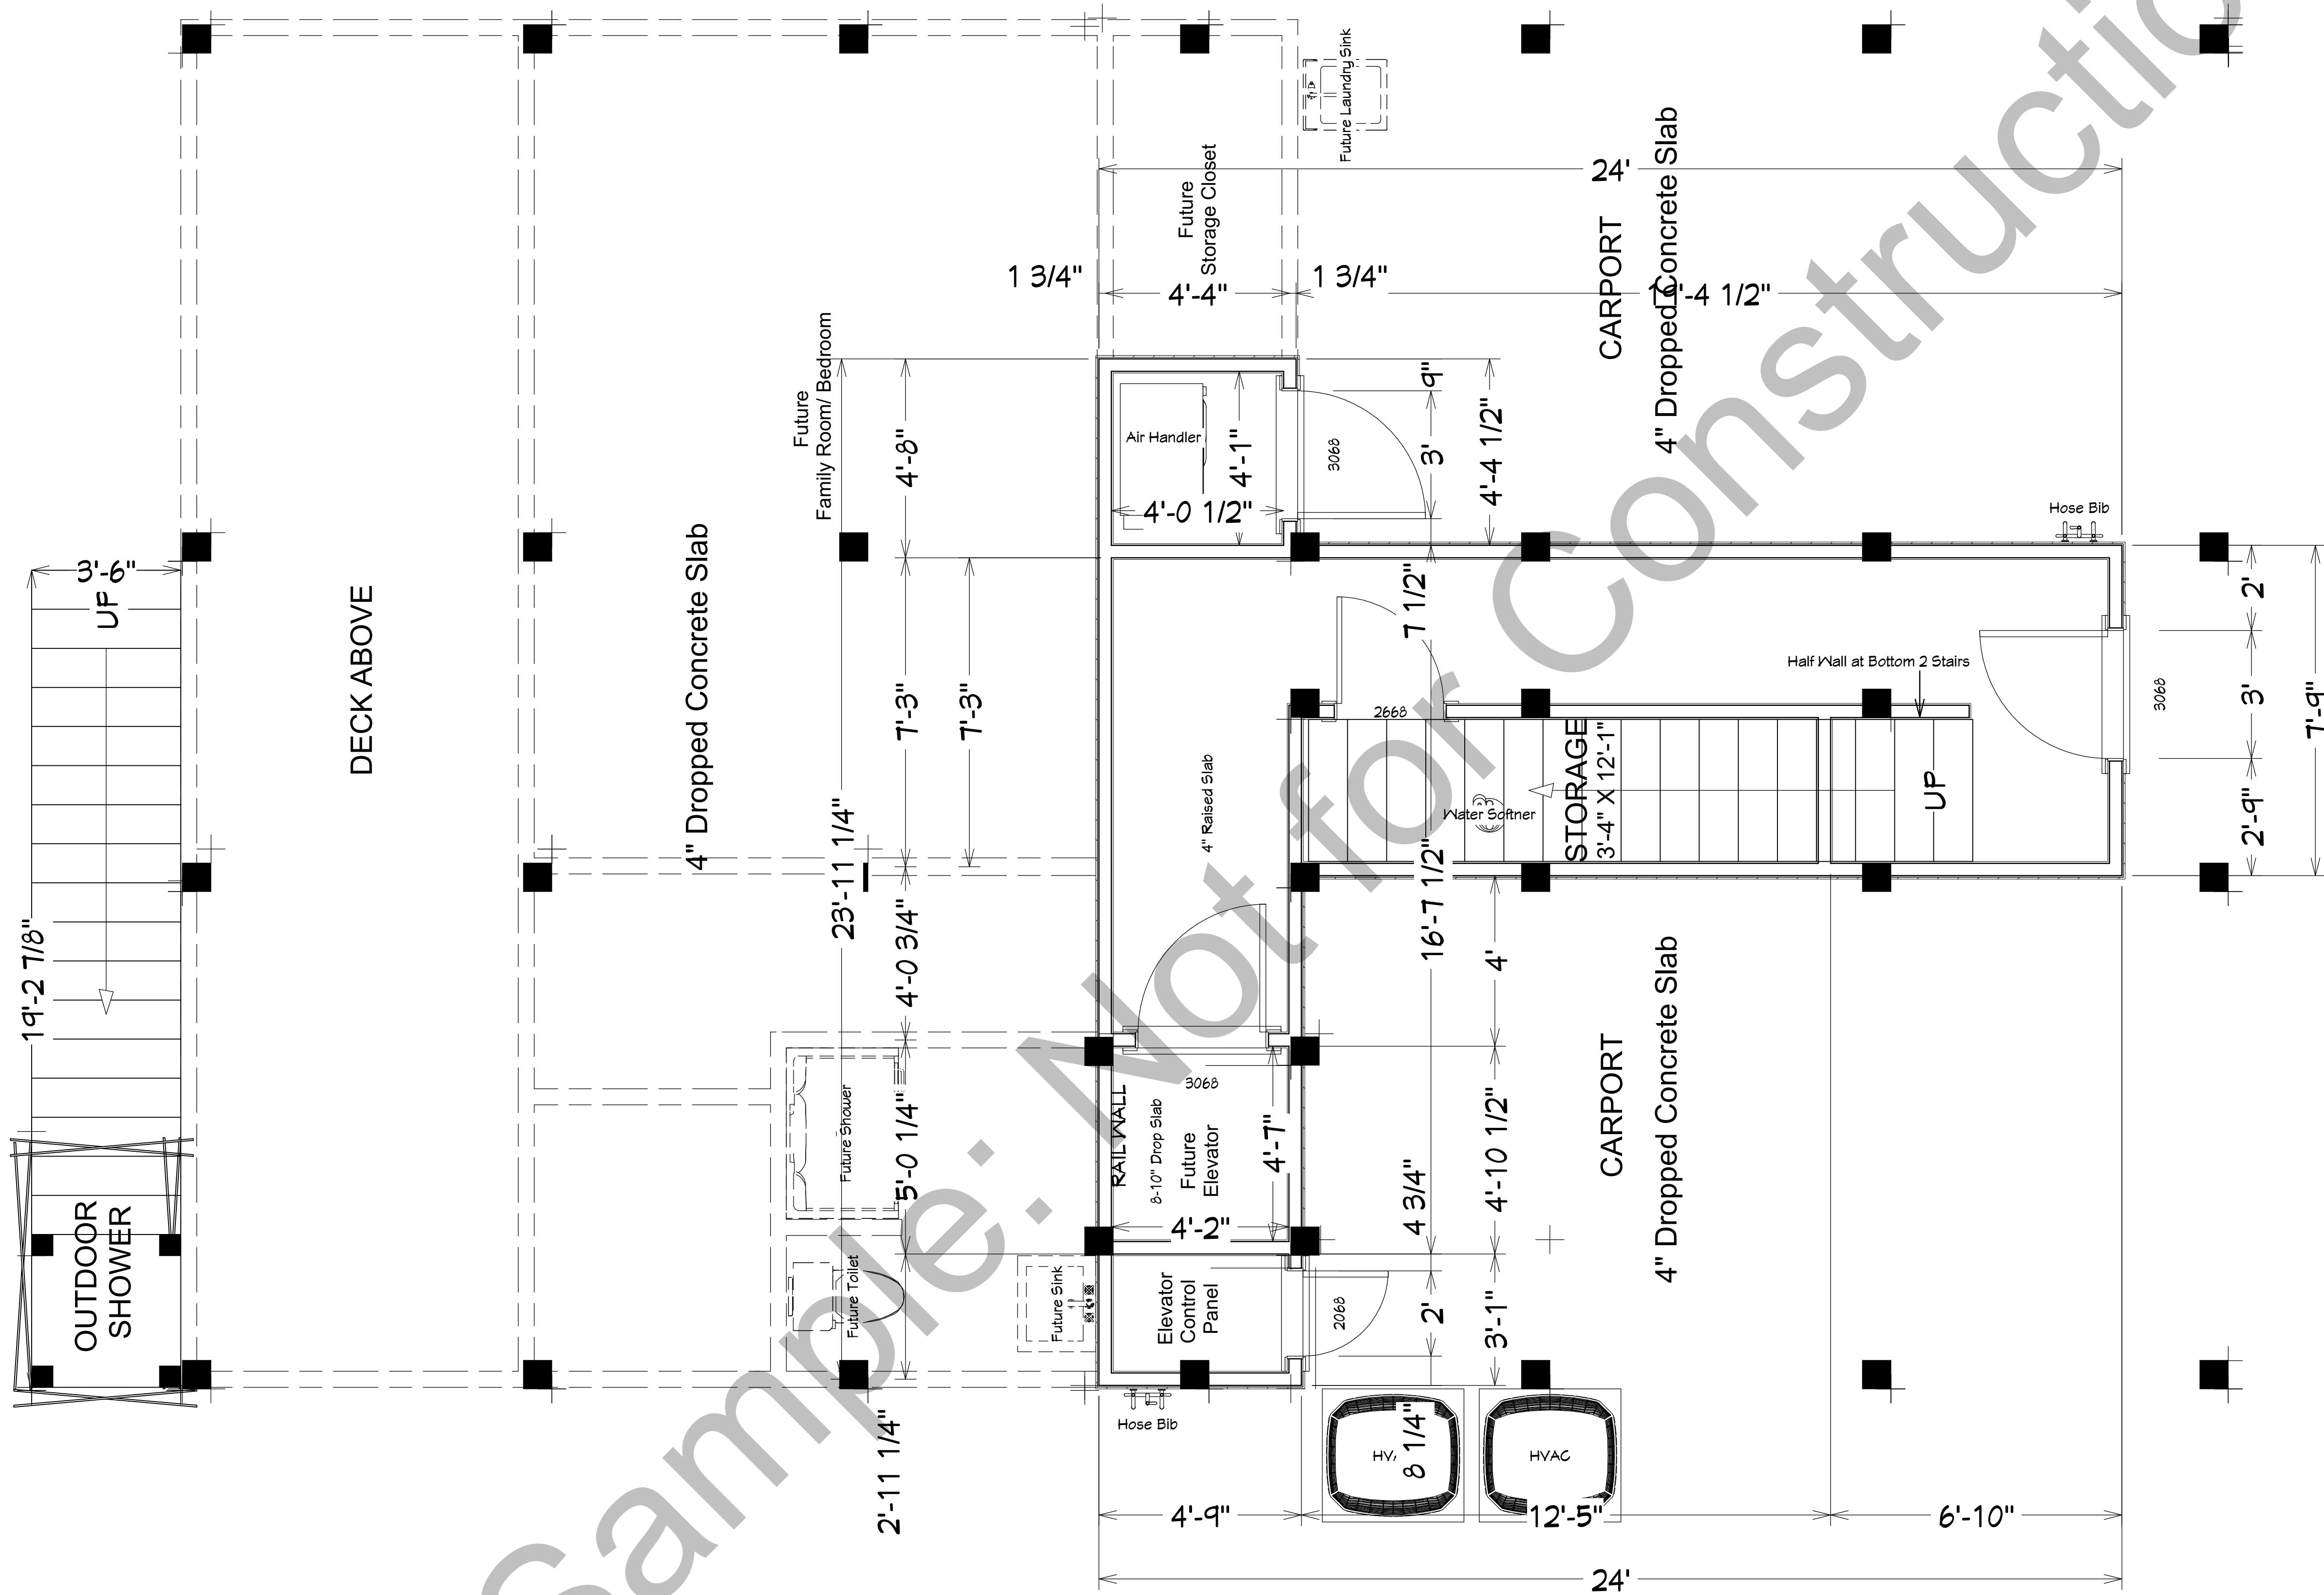 Sample: Not for Constructio
Future Laundry Sink
24'
Future
Storage Closet
CARPORT
4" Dropped Concrete Slab
1 3/4"
4'-4"
1 3/4"
19'-4 1/2"
Future
Family Room/ Bedroom
4'-8"
Air Handler
4'-1"
4'-0 1/2"
3068
9"
3'
4'-4 1/2"
Hose Bib
3'-6"
UP
DECK ABOVE
4" Dropped Concrete Slab
7'-3"
7'-3"
7 1/2"
2'
Half Wall at Bottom 2 Stairs
2668
3068
3'
7'-9"
4" Raised Slab
STORAGE
3'-4" X 12'-1"
Water Softner
UP
2'-9"
23'-11 1/4"
16'-7 1/2"
19'-2 7/8"
4'-0 3/4"
4'
CARPORT
4" Dropped Concrete Slab
Future Shower
5'-0 1/4"
RAIL WALL
3068
8-10" Drop Slab
Future
Elevator
4'-7"
4'-2"
4 3/4"
4'-10 1/2"
OUTDOOR
SHOWER
Future Toilet
Future Sink
Elevator
Control
Panel
2068
2'
3'-1"
Hose Bib
2'-11 1/4"
HV
8 1/4"
HVAC
4'-9"
12'-5"
6'-10"
24'